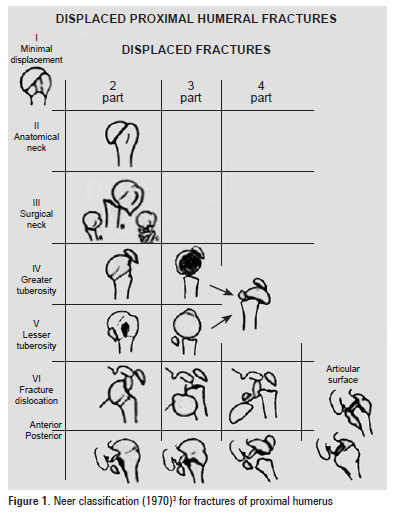 DISPLACED PROXIMAL HUMERAL FRACTURES
I
Minimal
displacement
DISPLACED FRACTURES
2
part
3
part
4
part
II
Anatomical
neck
III
Surgical
neck
IV
Greater
tuberosity
V
Lesser
tuberosity
VI
Fracture
dislocation
Articular
surface
Anterior
Posterior
Figure 1. Neer classification (1970)³ for fractures of proximal humerus